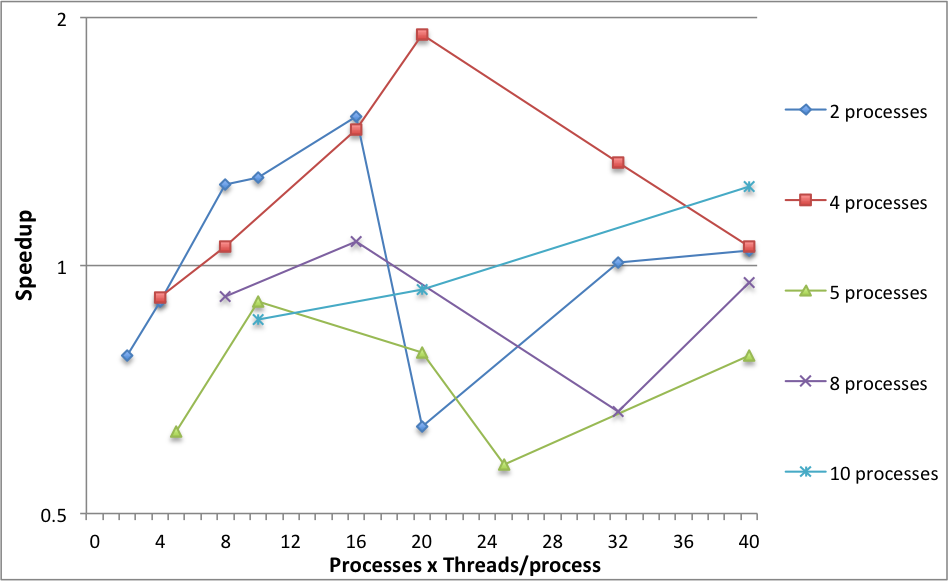 2
1
0.5
Speedup
0 4 8 12 16 20 24 28 32 36 40
Processes x Threads/process
2 processes
4 processes
5 processes
8 processes
10 processes